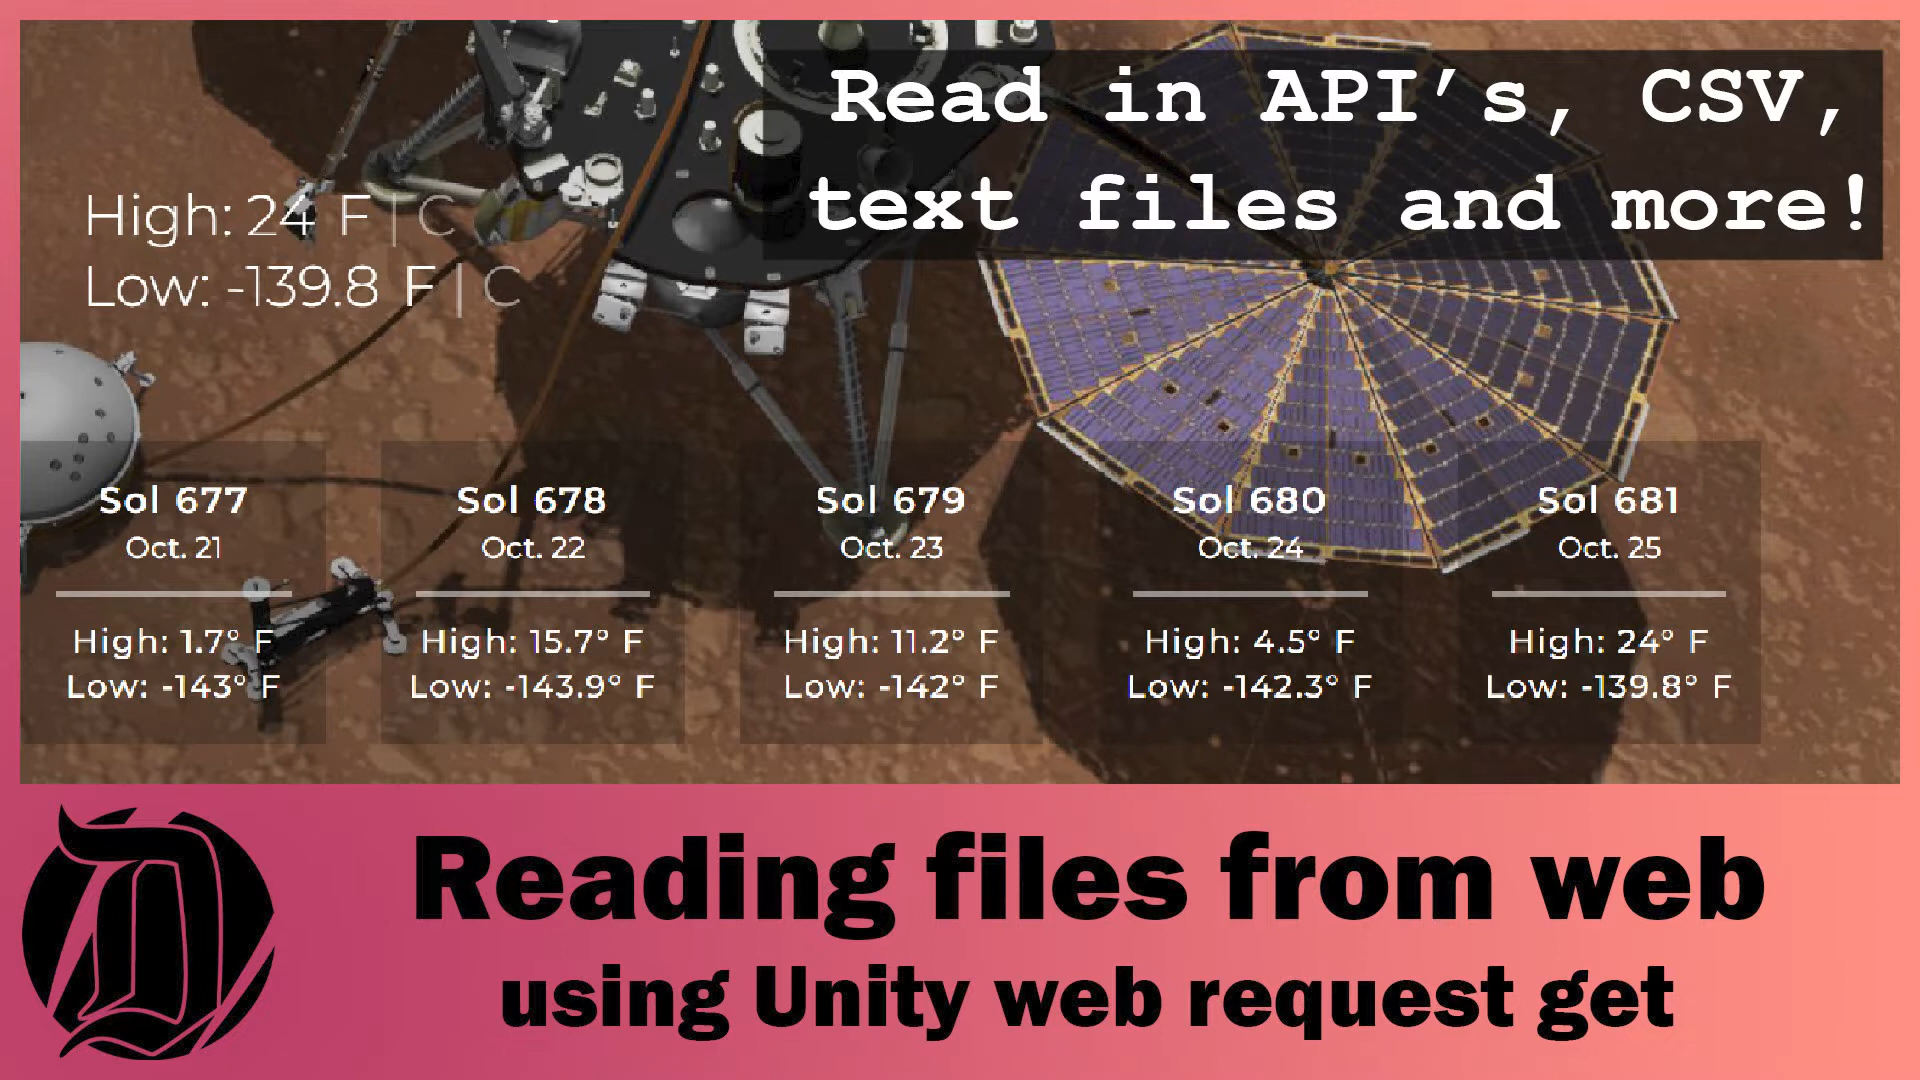 Read in API’s, CSV,
text files and more!
High: 24 F | C
Low: -139.8 F | C
Sol 677
Oct. 21
High: 1.7° F
Low: -143° F
Sol 678
Oct. 22
High: 15.7° F
Low: -143.9° F
Sol 679
Oct. 23
High: 11.2° F
Low: -142° F
Sol 680
Oct. 24
High: 4.5° F
Low: -142.3° F
Sol 681
Oct. 25
High: 24° F
Low: -139.8° F
D
Reading files from web
using Unity web request get